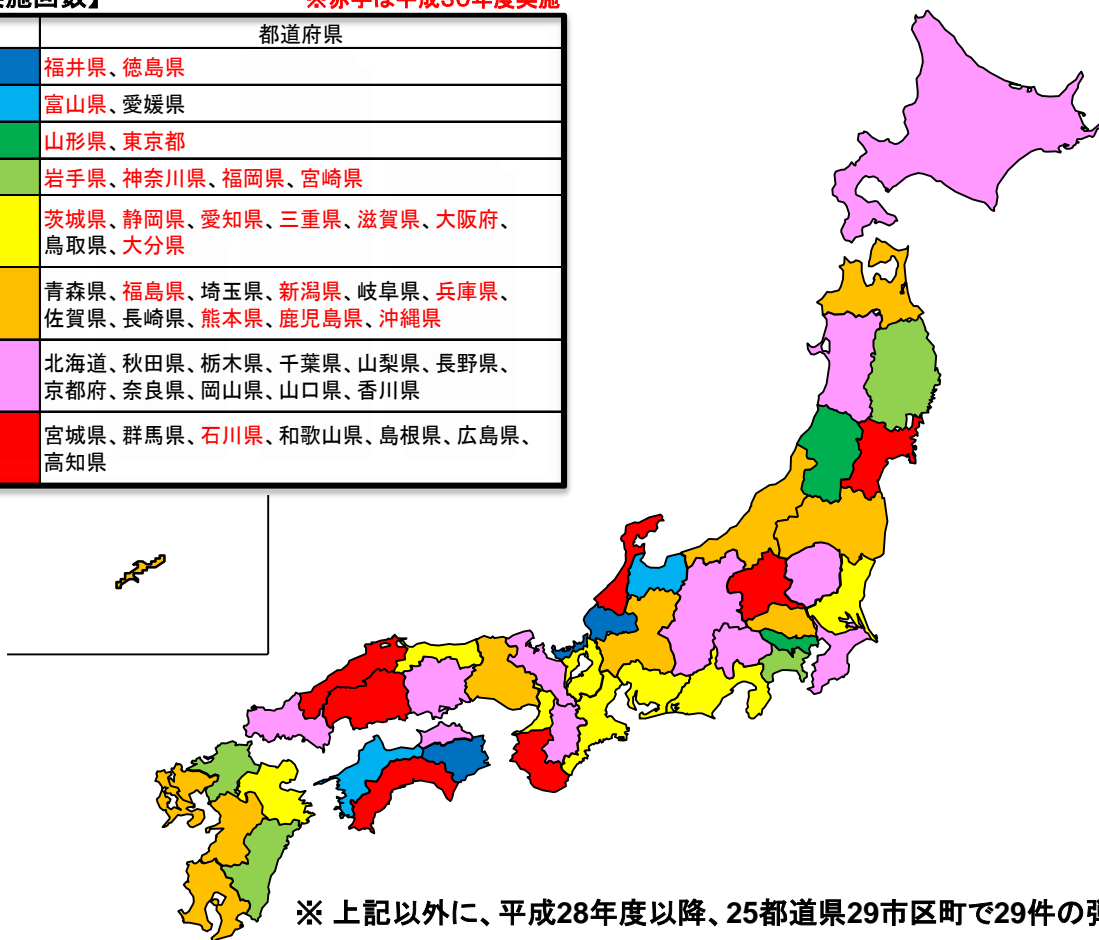 施回数】
※赤字は平成30年度実施
都道府県
福井県、徳島県
富山県、愛媛県
山形県、東京都
岩手県、神奈川県、福岡県、宮崎県
茨城県、静岡県、愛知県、三重県、滋賀県、大阪府、
鳥取県、大分県
青森県、福島県、埼玉県、新潟県、岐阜県、兵庫県、
佐賀県、長崎県、熊本県、鹿児島県、沖縄県
北海道、秋田県、栃木県、千葉県、山梨県、長野県、
京都府、奈良県、岡山県、山口県、香川県
宮城県、群馬県、石川県、和歌山県、島根県、広島県、
高知県
※ 上記以外に、平成28年度以降、25都道県29市区町で29件の弾